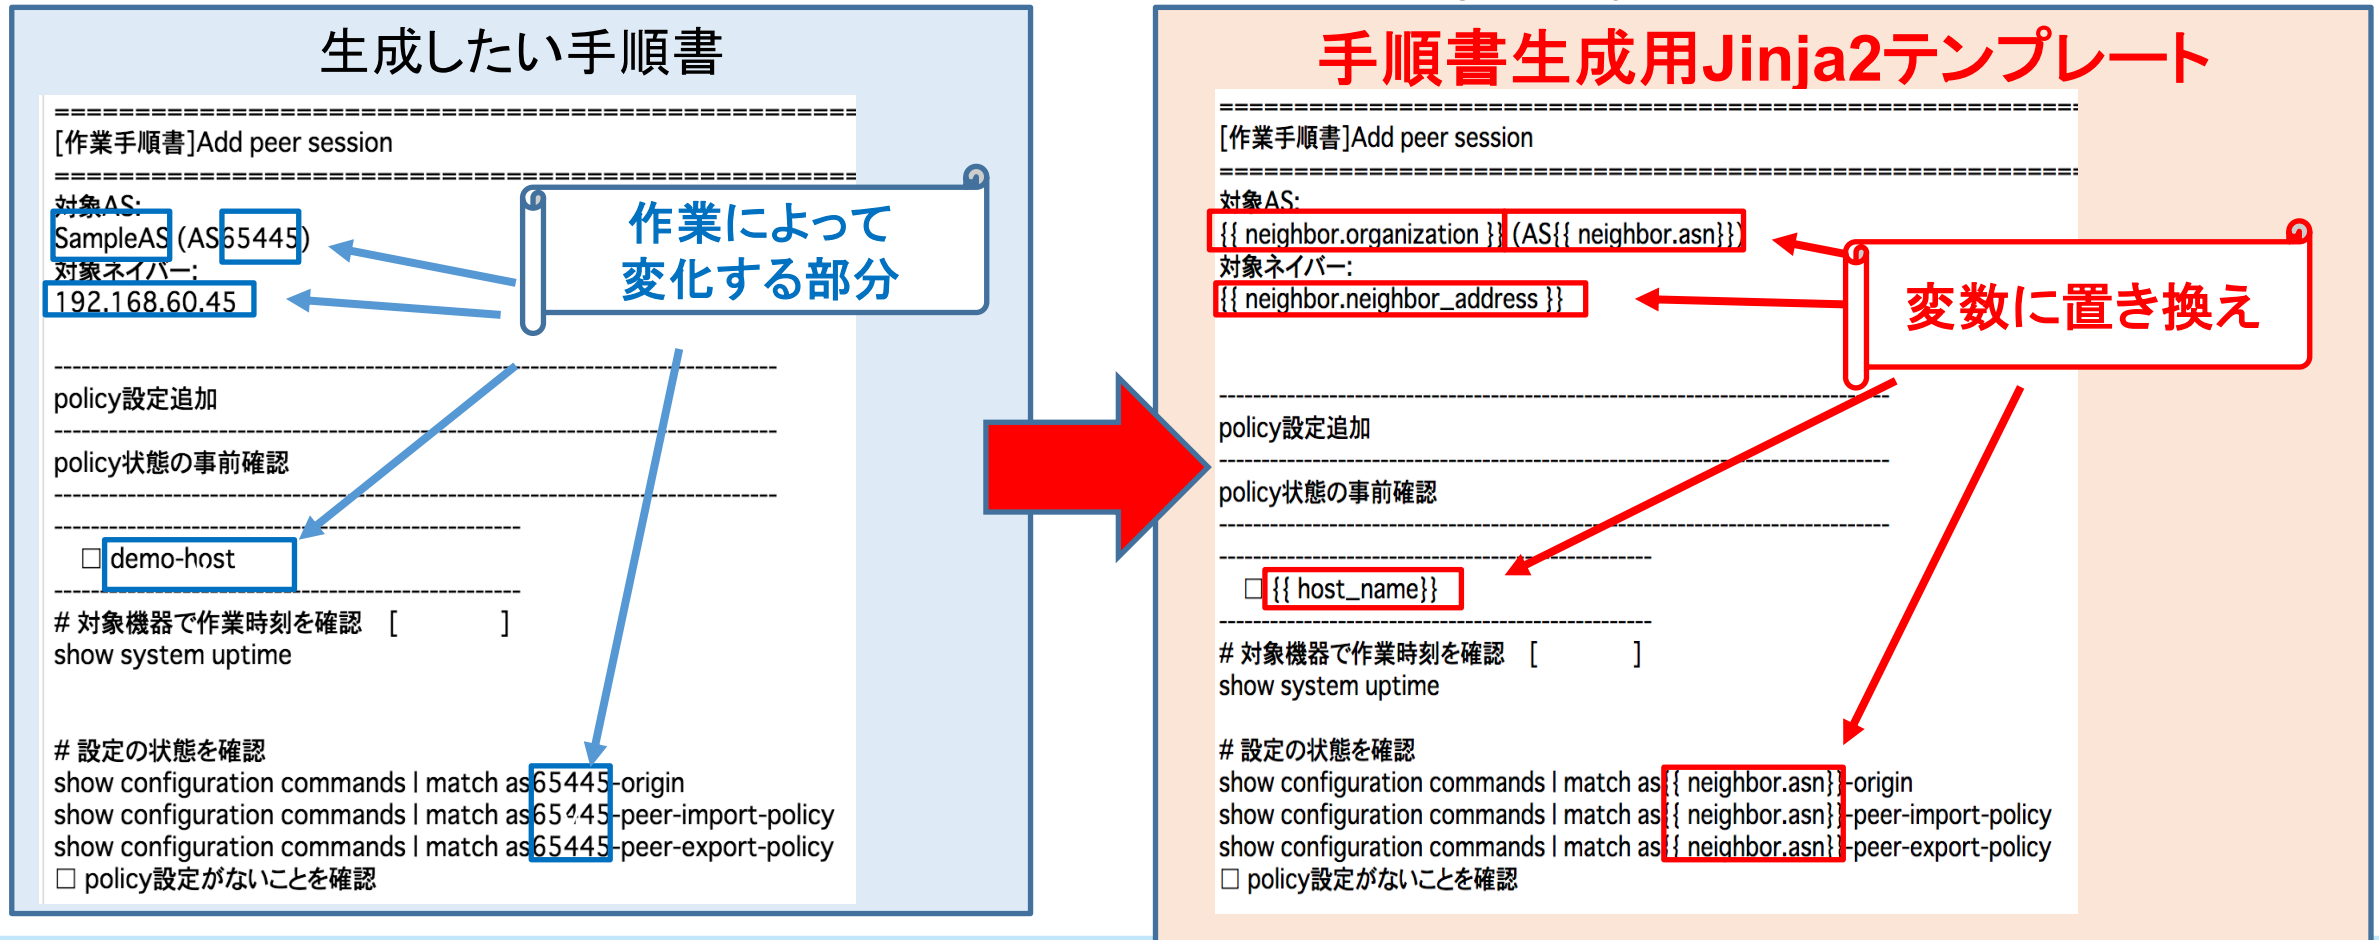 生成したい手順書
======================================================
[作業手順書]Add peer session
======================================================
対象AS:
SampleAS (AS65445)
対象ネイバー:
192.168.60.45
作業によって
変化する部分
--------------------------------------------------------------------------------
policy設定追加
--------------------------------------------------------------------------------
policy状態の事前確認
--------------------------------------------------------------------------------
----------------------------------------------------
□ demo-host
----------------------------------------------------
# 対象機器で作業時刻を確認 [ ]
show system uptime
# 設定の状態を確認
show configuration commands | match as65445-origin
show configuration commands | match as65445-peer-import-policy
show configuration commands | match as65445-peer-export-policy
□ policy設定がないことを確認
手順書生成用Jinja2テンプレート
======================================================
[作業手順書]Add peer session
======================================================
対象AS:
{{ neighbor.organization }} (AS{{ neighbor.asn}})
対象ネイバー:
{{ neighbor.neighbor_address }}
変数に置き換え
--------------------------------------------------------------------------------
policy設定追加
--------------------------------------------------------------------------------
policy状態の事前確認
--------------------------------------------------------------------------------
----------------------------------------------------
□ {{ host_name}}
----------------------------------------------------
# 対象機器で作業時刻を確認 [ ]
show system uptime
# 設定の状態を確認
show configuration commands | match as{{ neighbor.asn}}-origin
show configuration commands | match as{{ neighbor.asn}}-peer-import-policy
show configuration commands | match as{{ neighbor.asn}}-peer-export-policy
□ policy設定がないことを確認